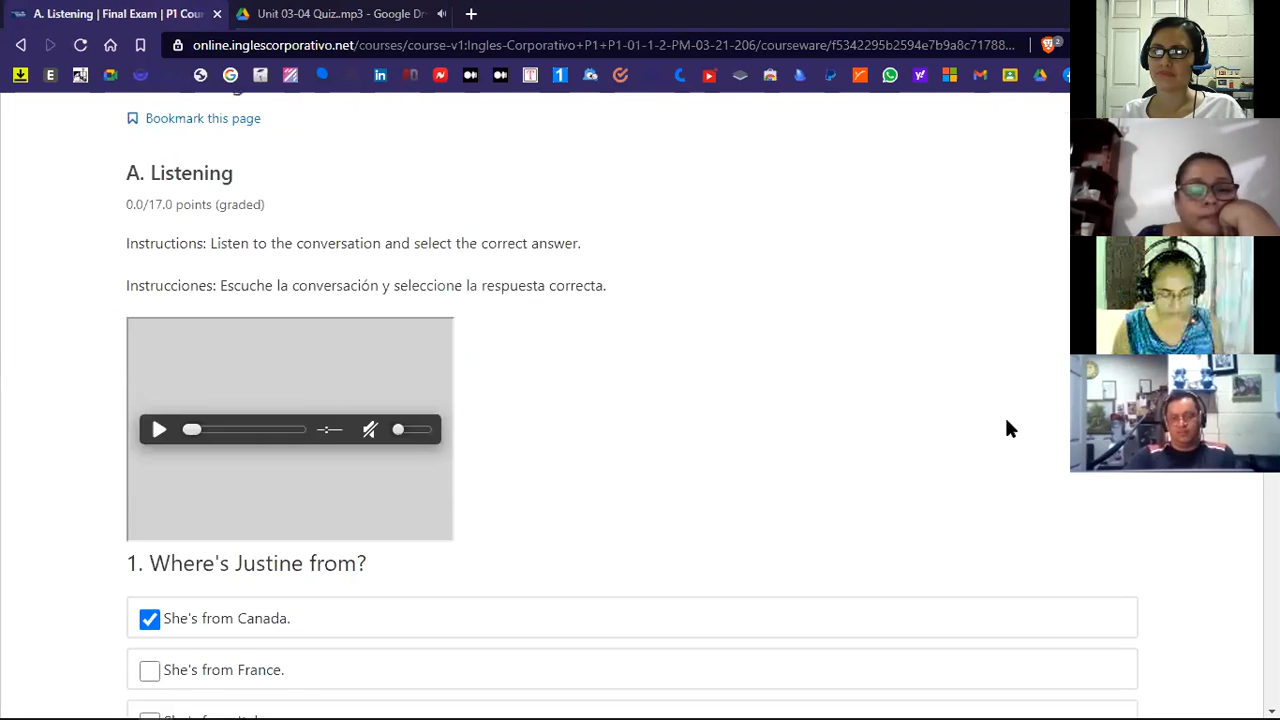 A. Listening | Final Exam | P1 Cou
Unit 03-04 Quiz..mp3 - Google Dr
online.inglescorporativo.m/courses/course-v1:Ingles-Corporativo+P1+P1-01-1-2-PM-03-21-206/courseware/f5342295b2594e7b9a8c71788...
2
Bookmark this page
A. Listening
0.0/17.0 points (graded)
Instructions: Listen to the conversation and select the correct answer.
Instrucciones: Escuche la conversación y seleccione la respuesta correcta.
1. Where's Justine from?
She's from Canada.
She's from France.